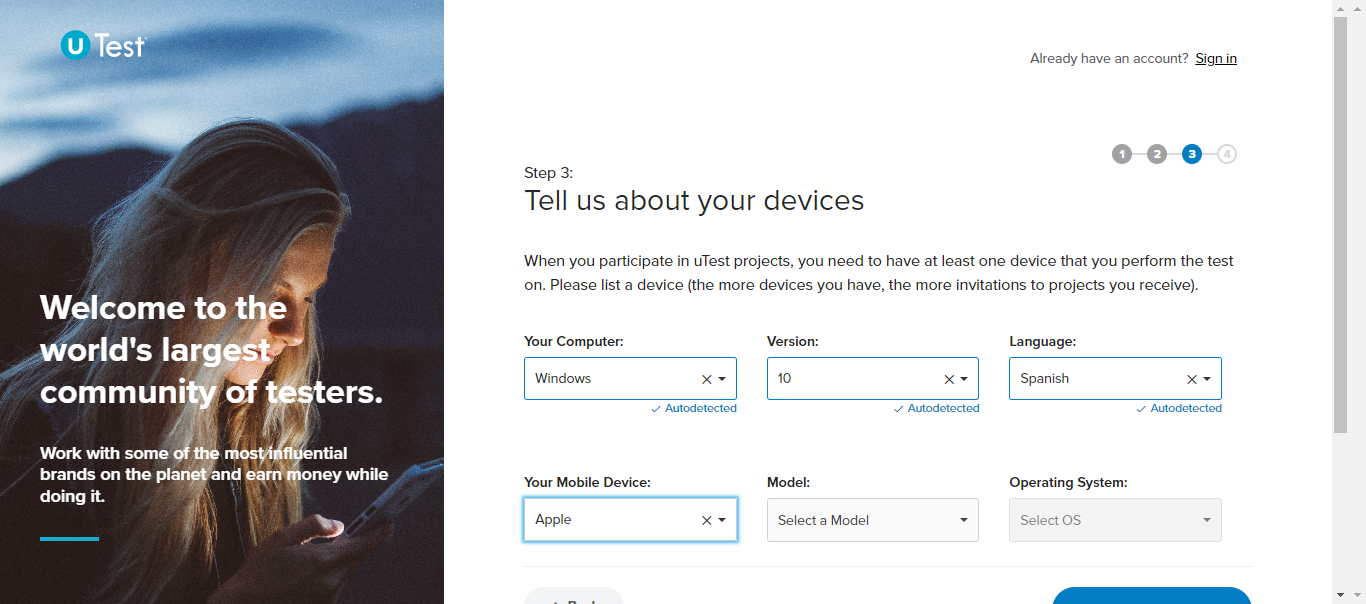 uTest
Already have an account? Sign in
1 2 3 4
Step 3:
Tell us about your devices
When you participate in uTest projects, you need to have at least one device that you perform the test
on. Please list a device (the more devices you have, the more invitations to projects you receive).
Welcome to the
world's largest
community of testers.
Work with some of the most influential
brands on the planet and earn money while
doing it.
Your Computer: Version: Language:
Windows 10 Spanish
Autodetected Autodetected Autodetected
Your Mobile Device: Model: Operating System:
Apple Select a Model Select OS